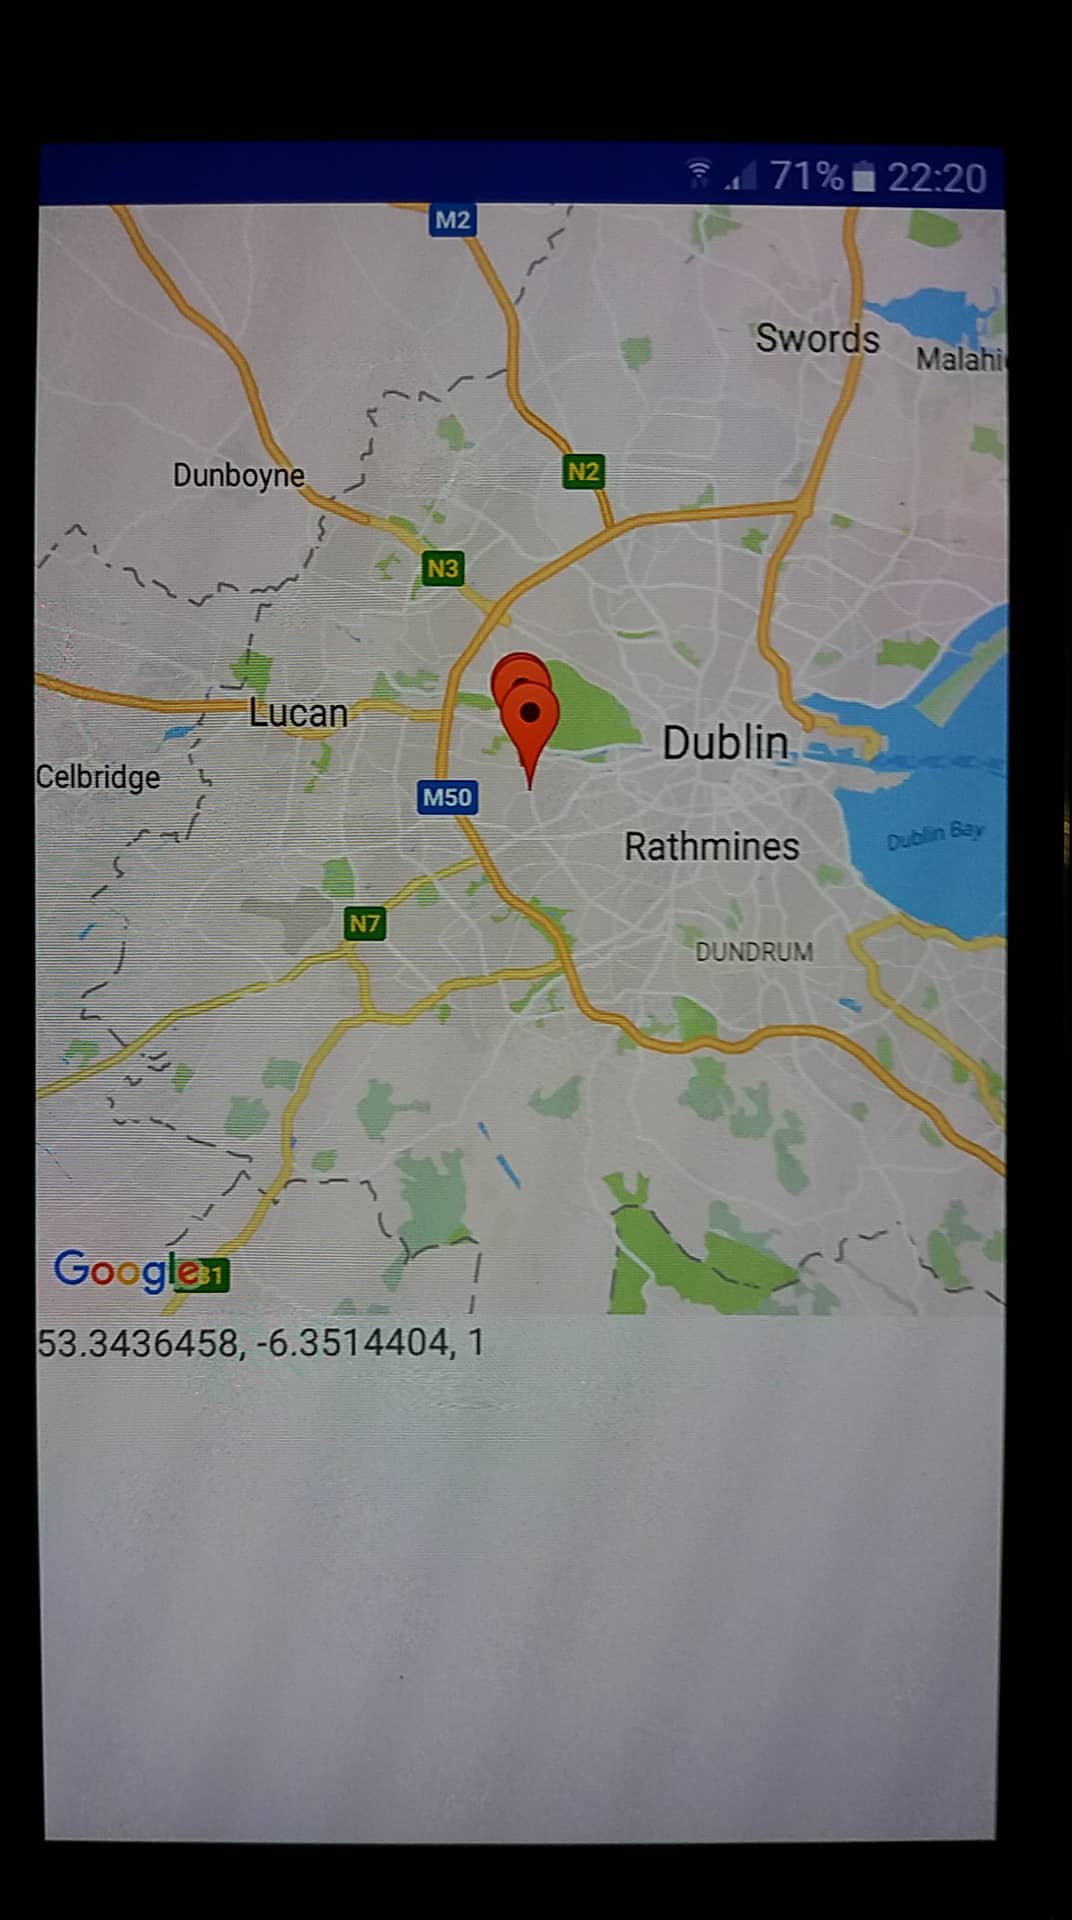 71% 22:20
M2
Swords
Malahi
Dunboyne
N2
N3
Lucan
Dublin
Celbridge
M50
Dublin Bay
Rathmines
N7
DUNDRUM
Google
53.3436458, -6.3514404, 1